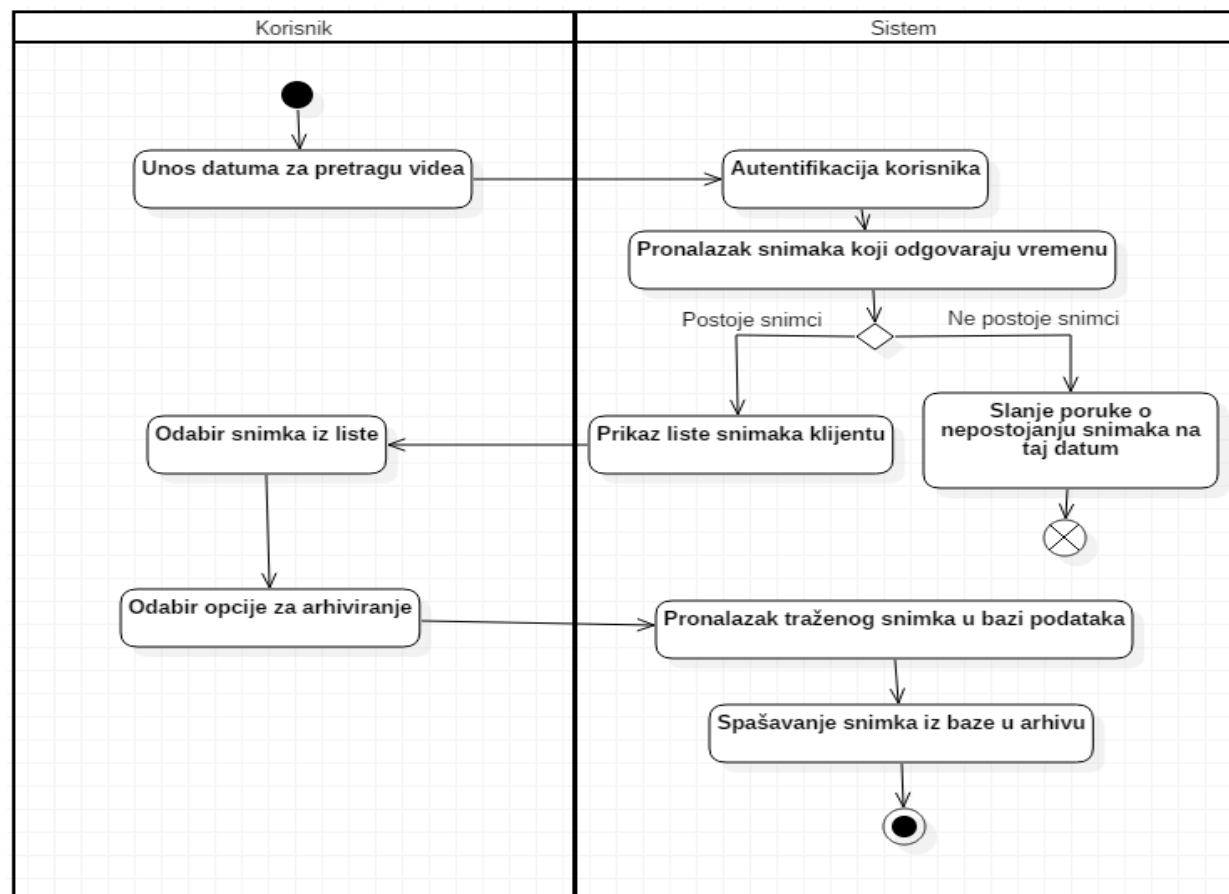 Korisnik
Sistem
Unos datuma za pretragu videa
Autentifikacija korisnika
Pronalazak snimaka koji odgovaraju vremenu
Postoje snimci
Ne postoje snimci
Slanje poruke o
nepostojanju snimaka na
taj datum
Prikaz liste snimaka klijentu
Odabir snimka iz liste
Odabir opcije za arhiviranje
Pronalazak traženog snimka u bazi podataka
Spašavanje snimka iz baze u arhivu